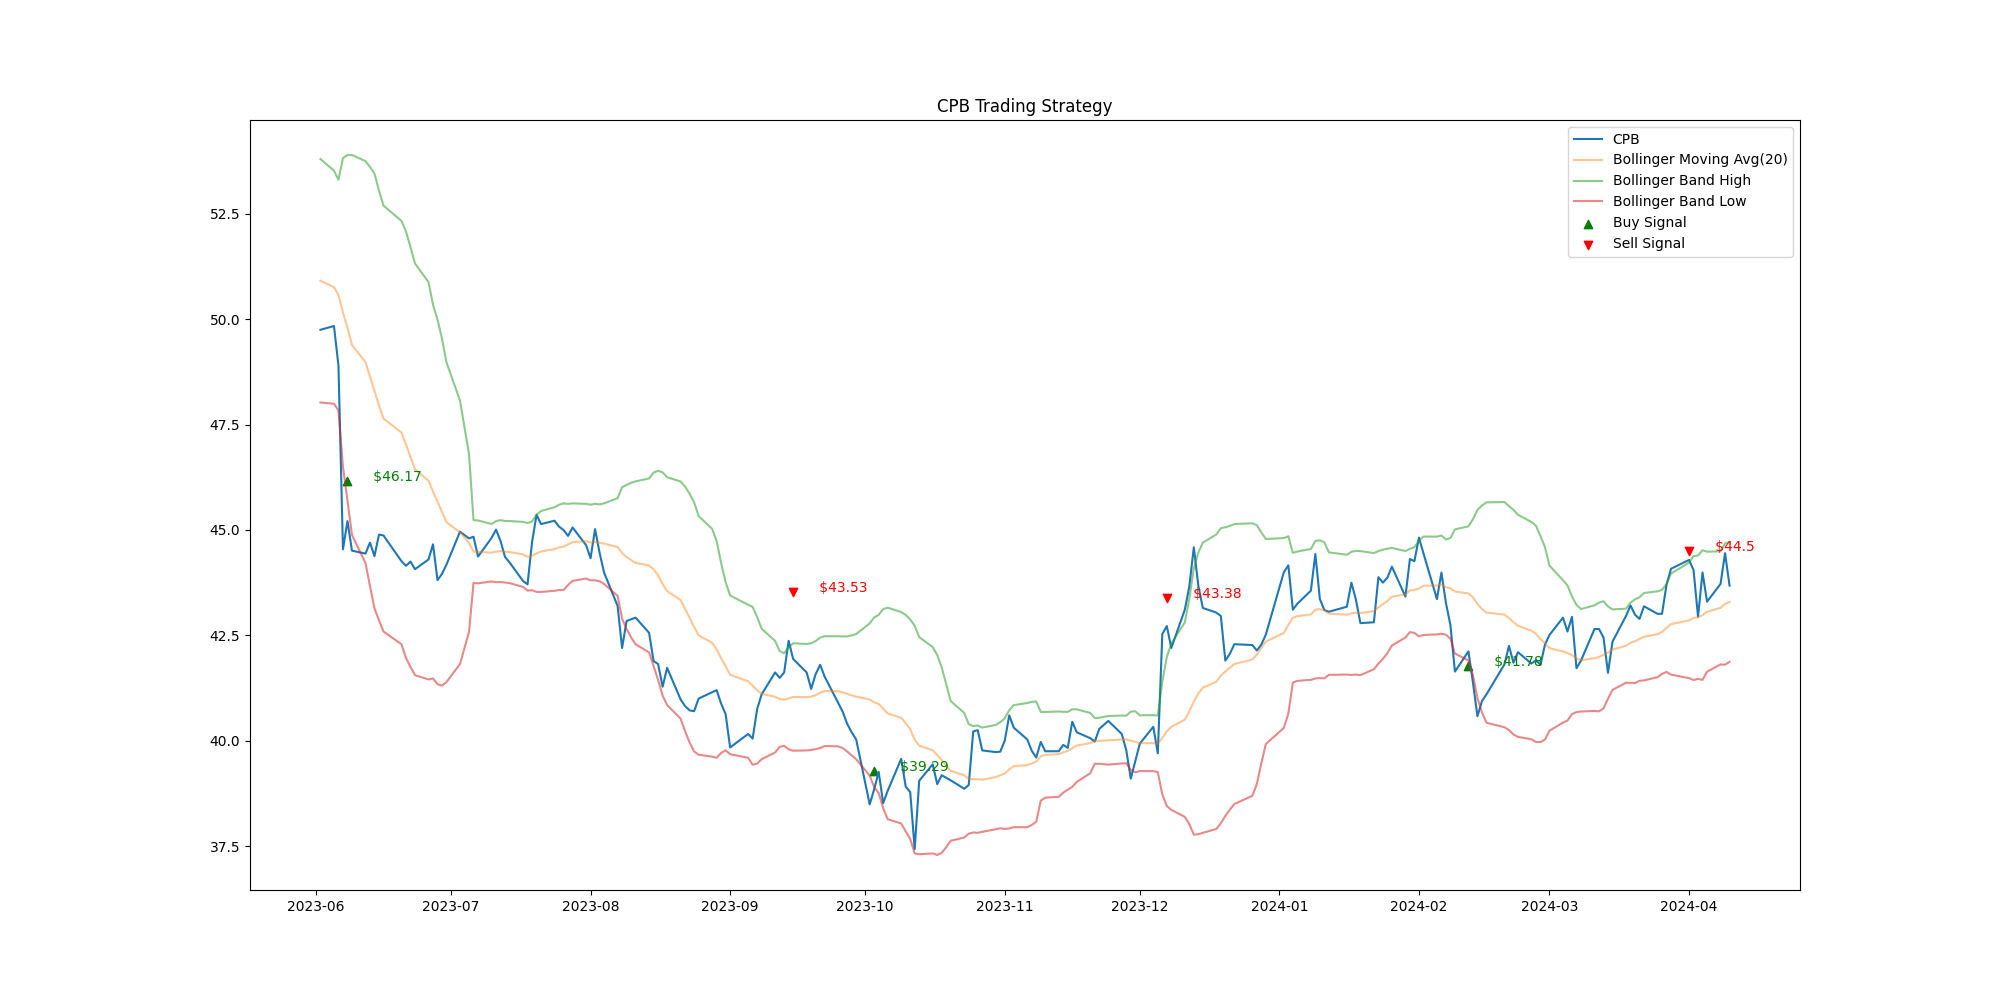 CPB Trading Strategy
CPB
Bollinger Moving Avg(20)
Bollinger Band High
Bollinger Band Low
Buy Signal
Sell Signal
52.5
50.0
47.5
45.0
42.5
40.0
37.5
$46.17
$43.53
$39.29
$43.38
$41.78
$44.5
2023-06 2023-07 2023-08 2023-09 2023-10 2023-11 2023-12 2024-01 2024-02 2024-03 2024-04